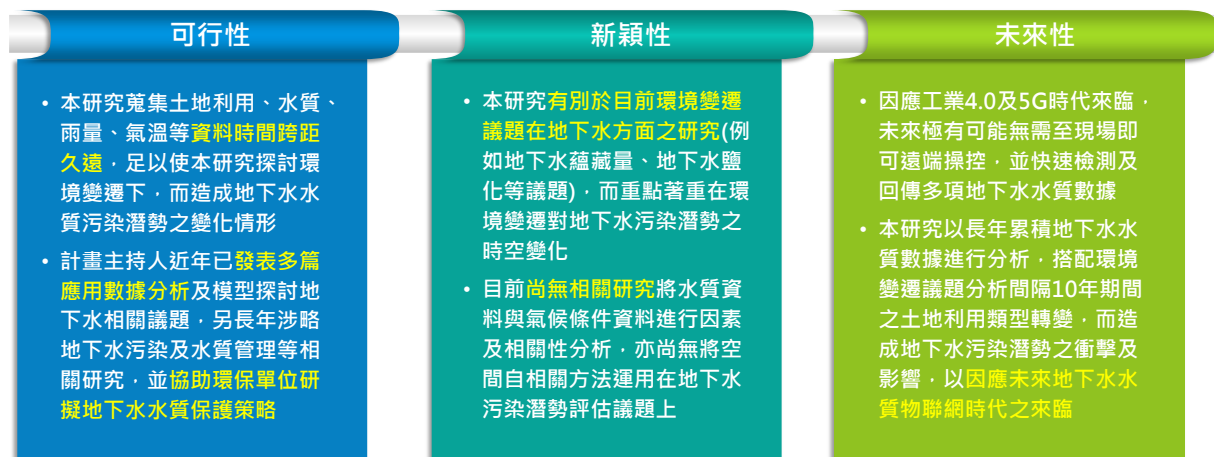 可行性
• 本研究蒐集土地利用、水質、
雨量、氣溫等資料時間跨距
久遠，足以使本研究探討環
境變遷下，而造成地下水水
質污染潛勢之變化情形
• 計畫主持人近年已發表多篇
應用數據分析及模型探討地
下水相關議題，另長年涉略
地下水污染及水質管理等相
關研究，並協助環保單位研
擬地下水水質保護策略
新穎性
• 本研究有別於目前環境變遷
議題在地下水方面之研究(例
如地下水蘊藏量、地下水鹽
化等議題)，而重點著重在環
境變遷對地下水污染潛勢之
時空變化
• 目前尚無相關研究將水質資
料與氣候條件資料進行因素
及相關性分析，亦尚無將空
間自相關方法運用在地下水
污染潛勢評估議題上
未來性
• 因應工業4.0及5G時代來臨，
未來極有可能無需至現場即
可遠端操控，並快速檢測及
回傳多項地下水水質數據
• 本研究以長年累積地下水水
質數據進行分析，搭配環境
變遷議題分析間隔10年期間
之土地利用類型轉變，而造
成地下水污染潛勢之衝擊及
影響，以因應未來地下水水
質物聯網時代之來臨